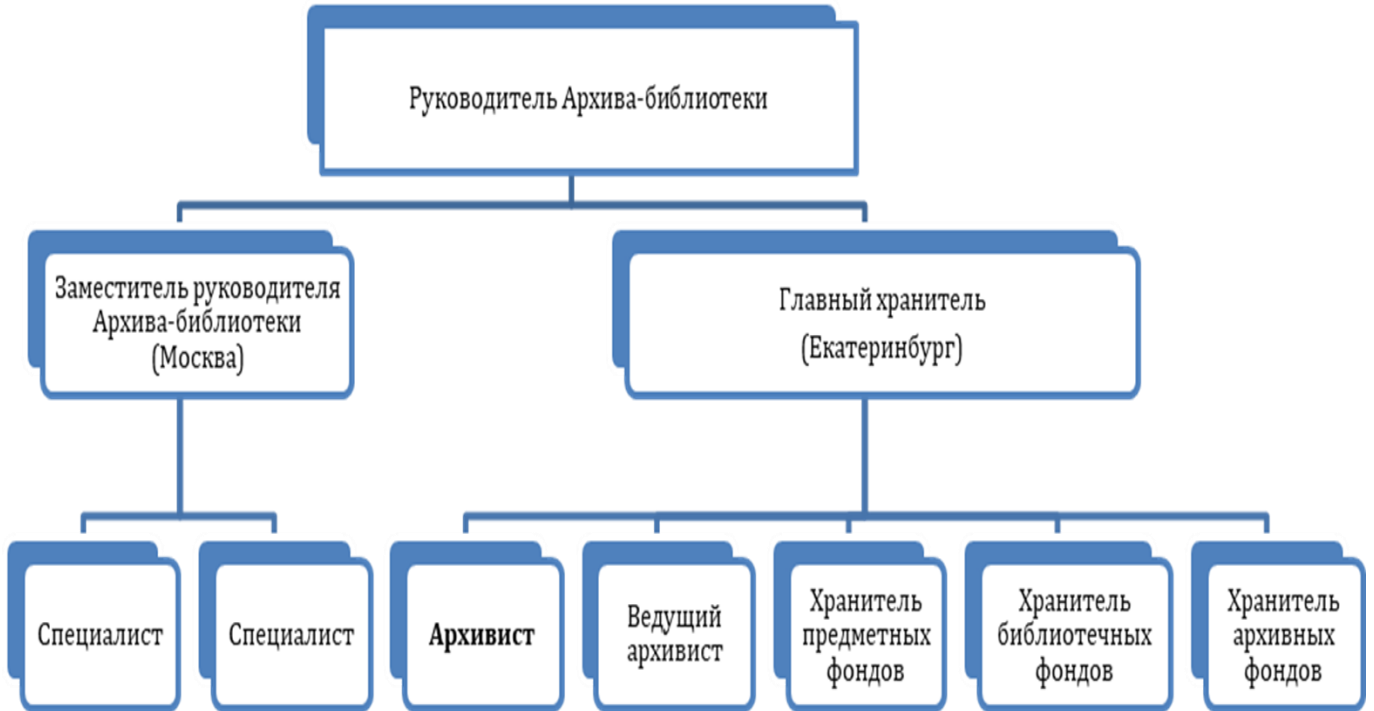 Руководитель Архива-библиотеки
Заместитель руководителя
Архива-библиотеки
(Москва)
Главный хранитель
(Екатеринбург)
Специалист
Специалист
Архивист
Ведущий
архивист
Хранитель
предметных
фондов
Хранитель
библиотечных
фондов
Хранитель
архивных
фондов